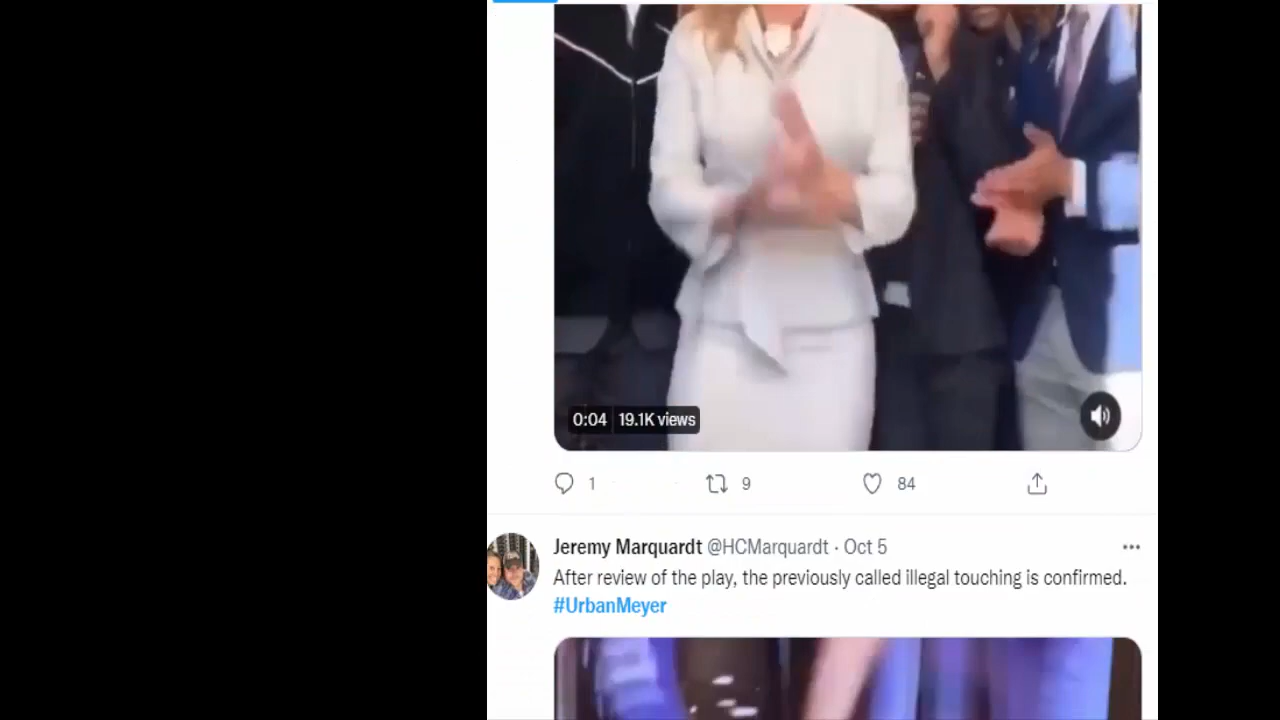 0:04 19.1K views
1 9 84
Jeremy Marquardt @HCMarquardt · Oct 5
After review of the play, the previously called illegal touching is confirmed.
#UrbanMeyer